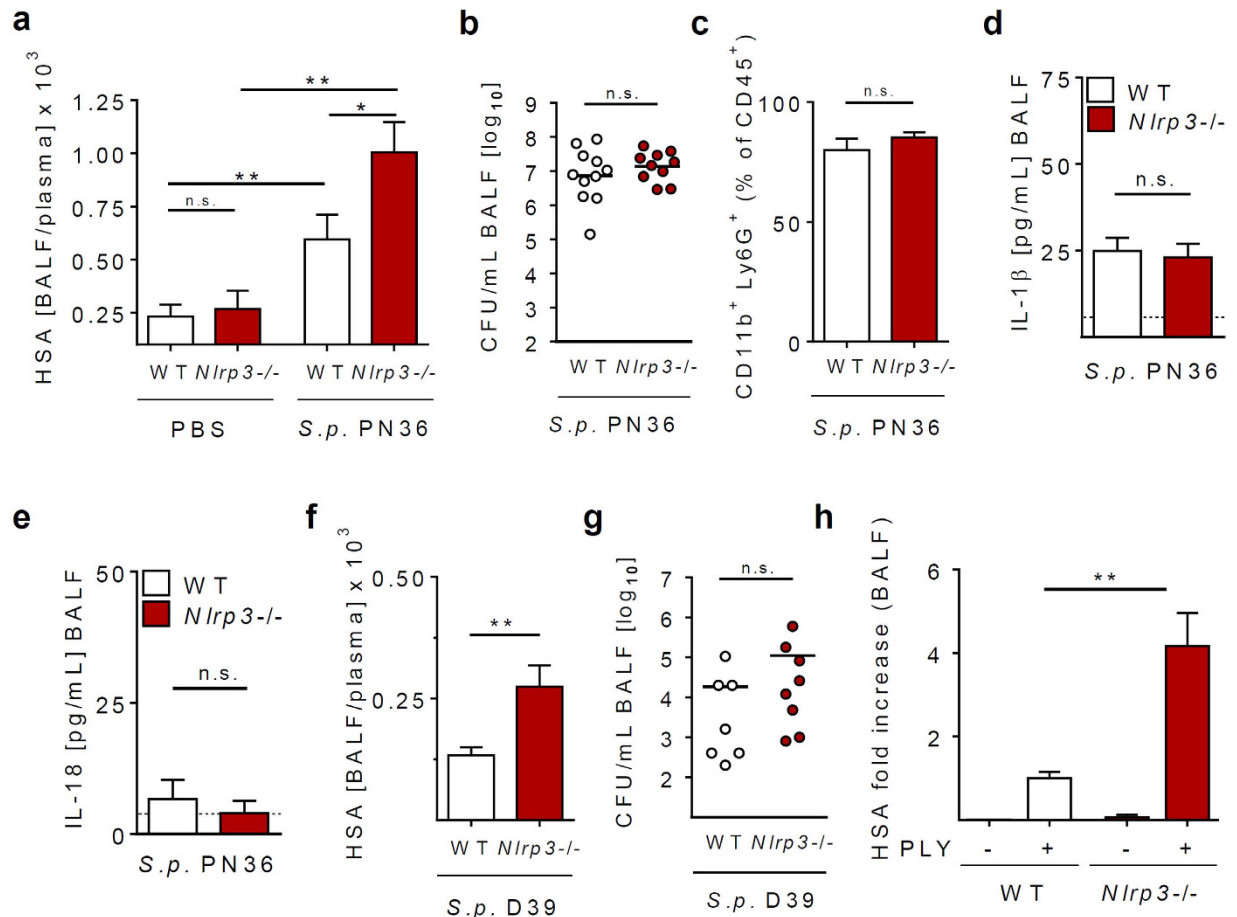 a
HSA [BALF/plasma] x 10³
1.25
1.00
0.75
0.50
0.25
**
*
**
n.s.
WT Nlrp3-/- WT Nlrp3-/-
PBS S.p. PN36
b
CFU/mL BALF [log₁₀]
9
8
7
6
5
4
3
2
n.s.
WT Nlrp3-/-
S.p. PN36
c
CD11b⁺ Ly6G⁺ (% of CD45⁺)
100
50
0
n.s.
WT Nlrp3-/-
S.p. PN36
d
IL-1β [pg/mL] BALF
75
50
25
WT
Nlrp3-/-
n.s.
S.p. PN36
e
IL-18 [pg/mL] BALF
50
25
0
WT
Nlrp3-/-
n.s.
S.p. PN36
f
HSA [BALF/plasma] x 10³
0.50
0.25
**
WT Nlrp3-/-
S.p. D39
g
CFU/mL BALF [log₁₀]
7
6
5
4
3
2
n.s.
WT Nlrp3-/-
S.p. D39
h
HSA fold increase (BALF)
6
4
2
**
PLY - + - +
WT Nlrp3-/-